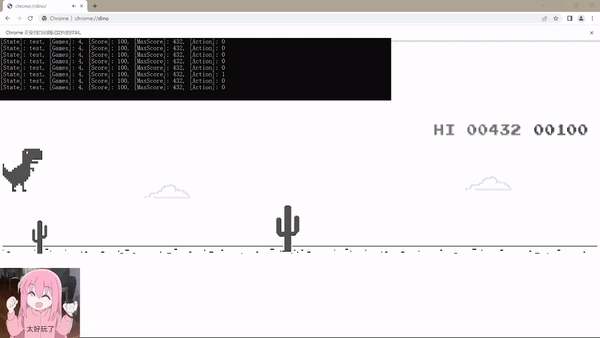 chrome://dino/
Chrome | chrome://dino
[State]: test, [Games]: 4, [Score]: 100, [MaxScore]: 432, [Action]: 0
[State]: test, [Games]: 4, [Score]: 100, [MaxScore]: 432, [Action]: 0
[State]: test, [Games]: 4, [Score]: 100, [MaxScore]: 432, [Action]: 0
[State]: test, [Games]: 4, [Score]: 100, [MaxScore]: 432, [Action]: 0
[State]: test, [Games]: 4, [Score]: 100, [MaxScore]: 432, [Action]: 0
[State]: test, [Games]: 4, [Score]: 100, [MaxScore]: 432, [Action]: 1
[State]: test, [Games]: 4, [Score]: 100, [MaxScore]: 432, [Action]: 0
[State]: test, [Games]: 4, [Score]: 100, [MaxScore]: 432, [Action]: 0
HI 00432 00100
太好玩了